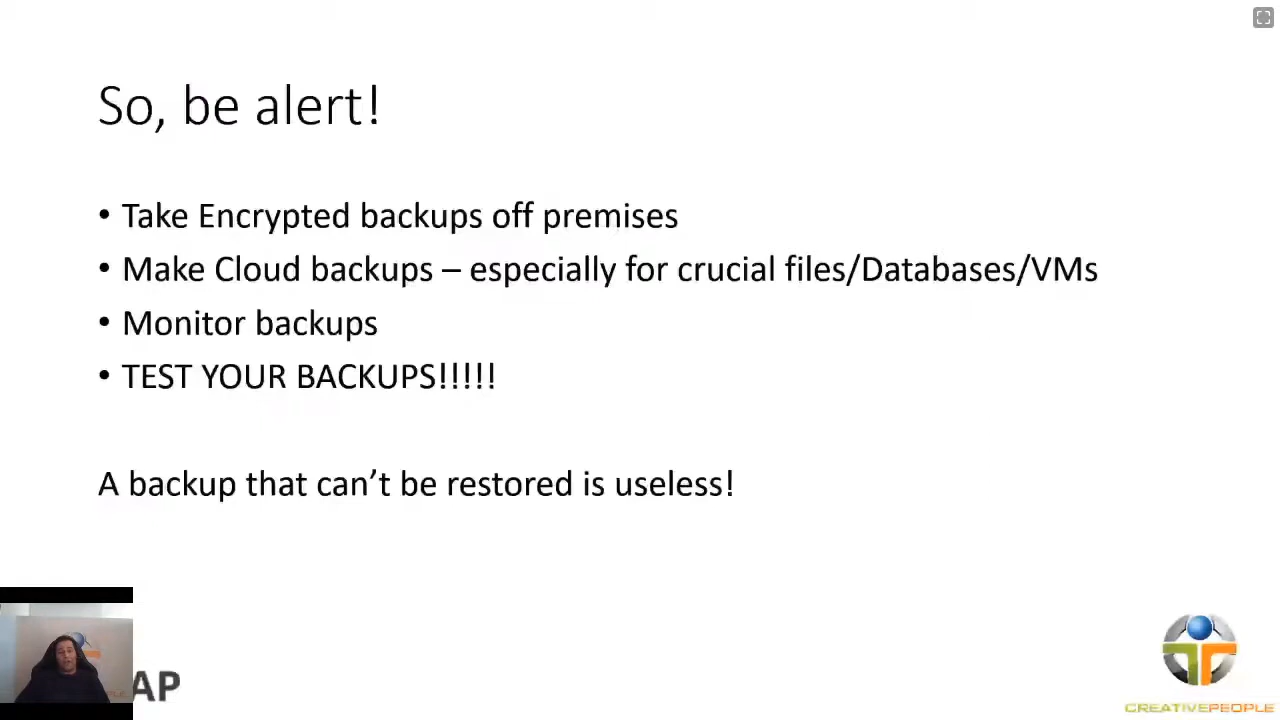 So, be alert!
• Take Encrypted backups off premises
• Make Cloud backups – especially for crucial files/Databases/VMs
• Monitor backups
• TEST YOUR BACKUPS!!!!!
A backup that can't be restored is useless!
AP
CREATIVEPEOPLE